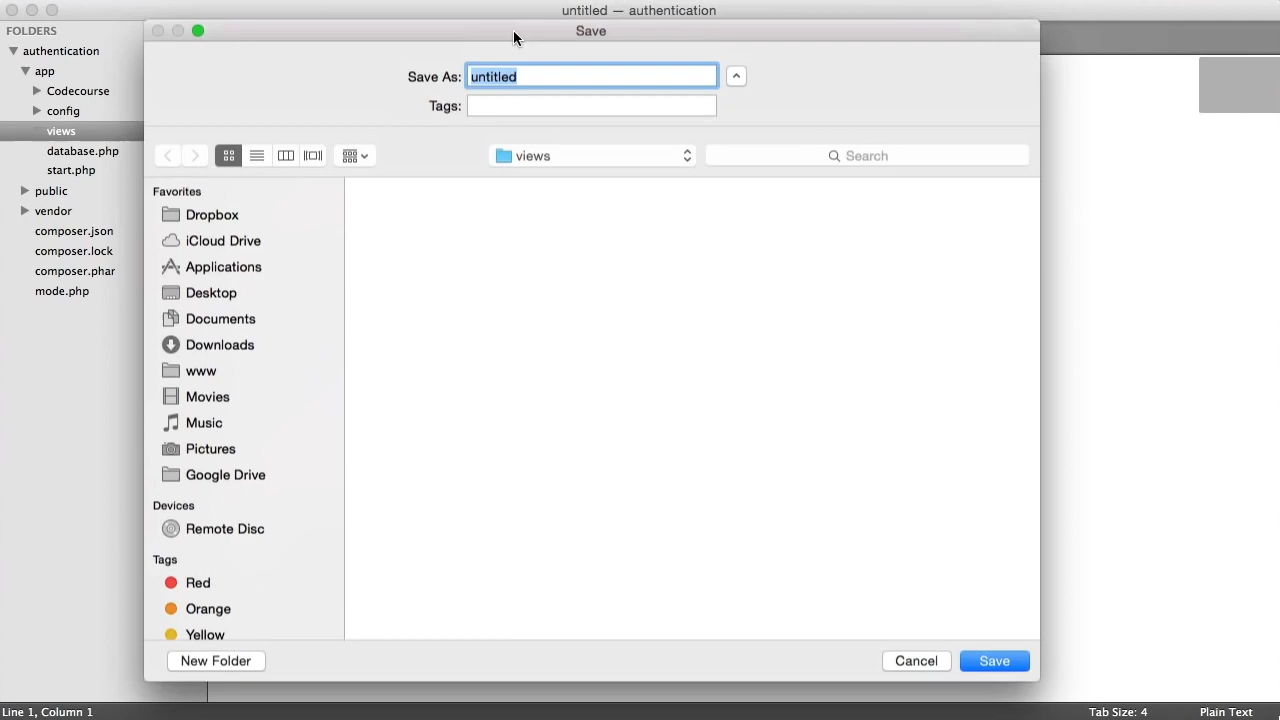 untitled — authentication
FOLDERS
authentication
app
Codecourse
config
views
database.php
start.php
public
vendor
composer.json
composer.lock
composer.phar
mode.php
Save
Save As: untitled
Tags:
views
Search
Favorites
Dropbox
iCloud Drive
Applications
Desktop
Documents
Downloads
www
Movies
Music
Pictures
Google Drive
Devices
Remote Disc
Tags
Red
Orange
Yellow
New Folder
Cancel
Save
Line 1, Column 1
Tab Size: 4
Plain Text